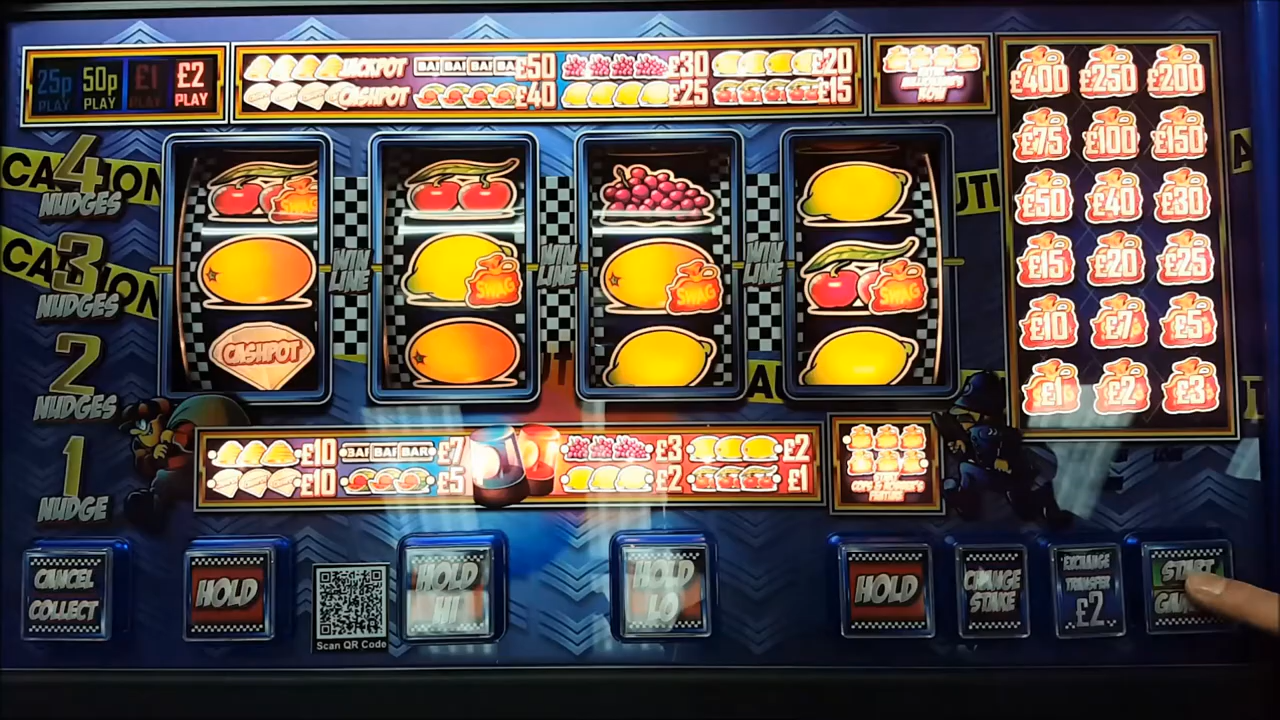 25p 50p £1 £2
PLAY PLAY PLAY PLAY
JACKPOT BAR BAR BAR BAR £50 £30 £20
CASHPOT £40 £25 £15
£400 £250 £200
£75 £100 £150
£50 £40 £30
£15 £20 £25
£10 £7 £5
£1 £2 £3
CAUTION
4
NUDGES
3
NUDGES
2
NUDGES
1
NUDGE
SWAG
WIN LINE
WIN LINE
WIN LINE
SWAG
SWAG
SWAG
CASHPOT
£10 BAR BAR BAR £7 £3 £2
£10 £5 £2 £1
CANCEL
COLLECT
HOLD
Scan QR Code
HOLD
HI
HOLD
LO
HOLD
CHANGE
STAKE
EXCHANGE
TRANSFER
£2
START